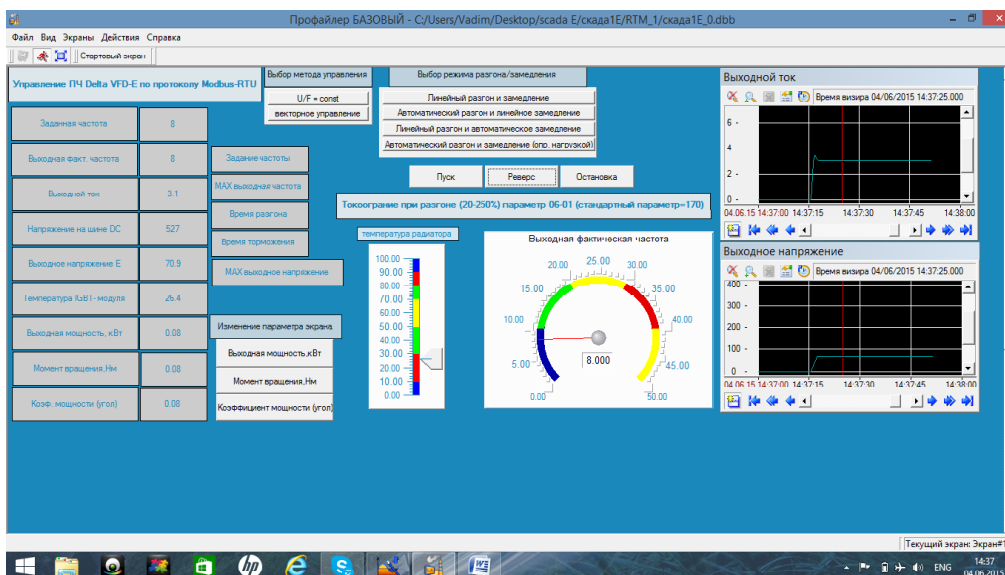 Профайлер БАЗОВЫЙ - C:/Users/Vadim/Desktop/scada E/RTM_1/скада1Е/скада1Е_0.dbb
Файл Вид Экраны Действия Справка
Стартовый экран
Управление ПЧ Delta VFD-E по протоколу Modbus-RTU
Выбор метода управления
U/F = const
векторное управление
Выбор режима разгона/замедления
Линейный разгон и замедление
Автоматический разгон и линейное замедление
Линейный разгон и автоматическое замедление
Автоматический разгон и замедление (опр. нагрузкой)
Заданная частота 8
Выходная факт. частота 8
Выходной ток 3.1
Напряжение на шине DC 527
Выходное напряжение E 70.9
Температура IGBT- модуля 25.4
Выходная мощность, кВт 0.08
Момент вращения,Нм 0.08
Коэф. мощности (угол) 0.08
Задание частоты
MAX выходная частота
Время разгона
Время торможения
MAX выходное напряжение
Изменение параметра экрана
Выходная мощность,кВт
Момент вращения,Нм
Коэффициент мощности (угол)
Пуск Реверс Остановка
Токоограние при разгоне (20-250%) параметр 06-01 (стандартный параметр=170)
температура радиатора
100.00
90.00
80.00
70.00
60.00
50.00
40.00
30.00
20.00
10.00
0.00
Выходная фактическая частота
0.00
5.00
10.00
15.00
20.00
25.00
30.00
35.00
40.00
45.00
50.00
8.000
Выходной ток
Время визира 04/06/2015 14:37:25.000
6 -
4
2 -
0 -
04.06.15 14:37:00 14:37:15 14:37:30 14:37:45 14:38:00
Выходное напряжение
Время визира 04/06/2015 14:37:25.000
400 -
300 -
200 -
100 -
0 -
04.06.15 14:37:00 14:37:15 14:37:30 14:37:45 14:38:00
Текущий экран: Экран#1
hp
ENG
14:37
04.06.2015